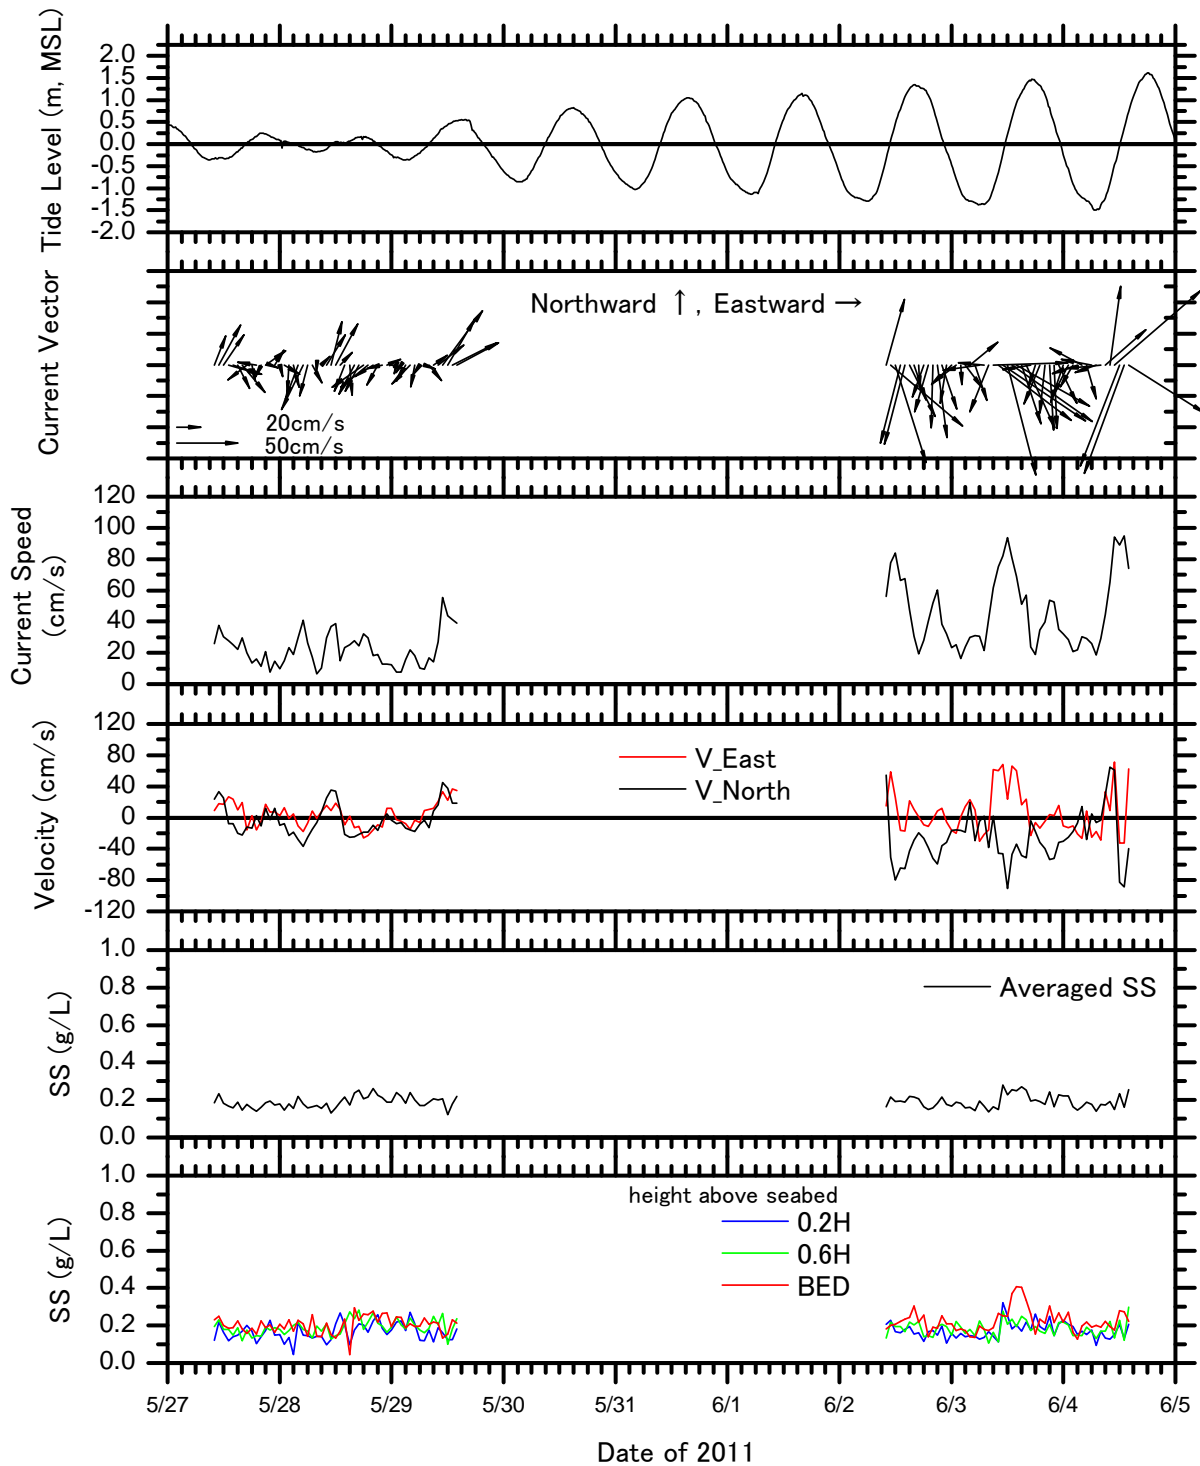 Tide Level (m, MSL)
2.0
1.5
1.0
0.5
0.0
-0.5
-1.0
-1.5
-2.0
Current Vector
Northward ↑, Eastward →
20cm/s
50cm/s
Current Speed
(cm/s)
120
100
80
60
40
20
0
Velocity (cm/s)
120
80
40
0
-40
-80
-120
V_East
V_North
SS (g/L)
1.0
0.8
0.6
0.4
0.2
0.0
Averaged SS
SS (g/L)
1.0
0.8
0.6
0.4
0.2
0.0
height above seabed
0.2H
0.6H
BED
5/27 5/28 5/29 5/30 5/31 6/1 6/2 6/3 6/4 6/5
Date of 2011